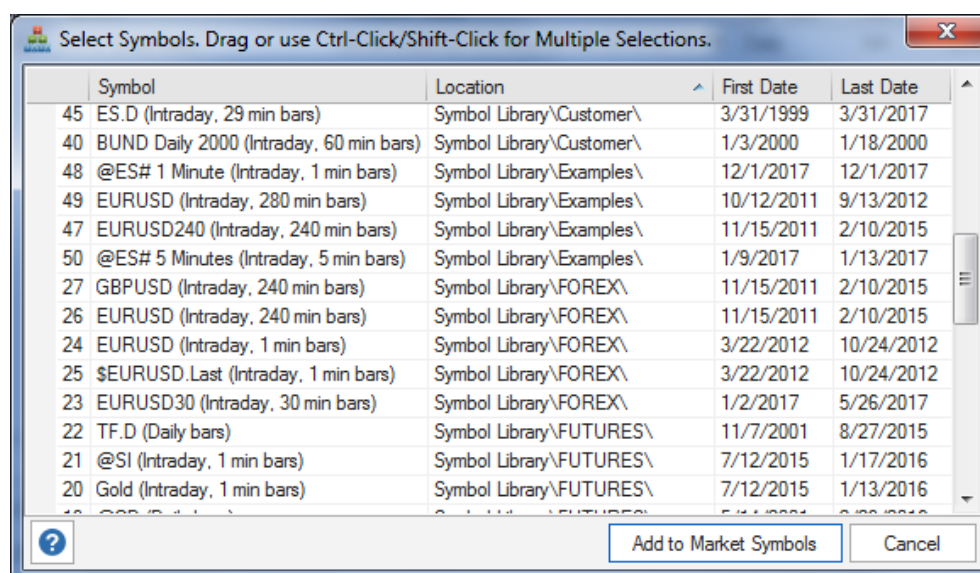 Select Symbols. Drag or use Ctrl-Click/Shift-Click for Multiple Selections.
Symbol Location First Date Last Date
45 ES.D (Intraday, 29 min bars) Symbol Library\Customer\ 3/31/1999 3/31/2017
40 BUND Daily 2000 (Intraday, 60 min bars) Symbol Library\Customer\ 1/3/2000 1/18/2000
48 @ES# 1 Minute (Intraday, 1 min bars) Symbol Library\Examples\ 12/1/2017 12/1/2017
49 EURUSD (Intraday, 280 min bars) Symbol Library\Examples\ 10/12/2011 9/13/2012
47 EURUSD240 (Intraday, 240 min bars) Symbol Library\Examples\ 11/15/2011 2/10/2015
50 @ES# 5 Minutes (Intraday, 5 min bars) Symbol Library\Examples\ 1/9/2017 1/13/2017
27 GBPUSD (Intraday, 240 min bars) Symbol Library\FOREX\ 11/15/2011 2/10/2015
26 EURUSD (Intraday, 240 min bars) Symbol Library\FOREX\ 11/15/2011 2/10/2015
24 EURUSD (Intraday, 1 min bars) Symbol Library\FOREX\ 3/22/2012 10/24/2012
25 $EURUSD.Last (Intraday, 1 min bars) Symbol Library\FOREX\ 3/22/2012 10/24/2012
23 EURUSD30 (Intraday, 30 min bars) Symbol Library\FOREX\ 1/2/2017 5/26/2017
22 TF.D (Daily bars) Symbol Library\FUTURES\ 11/7/2001 8/27/2015
21 @SI (Intraday, 1 min bars) Symbol Library\FUTURES\ 7/12/2015 1/17/2016
20 Gold (Intraday, 1 min bars) Symbol Library\FUTURES\ 7/12/2015 1/13/2016
? Add to Market Symbols Cancel